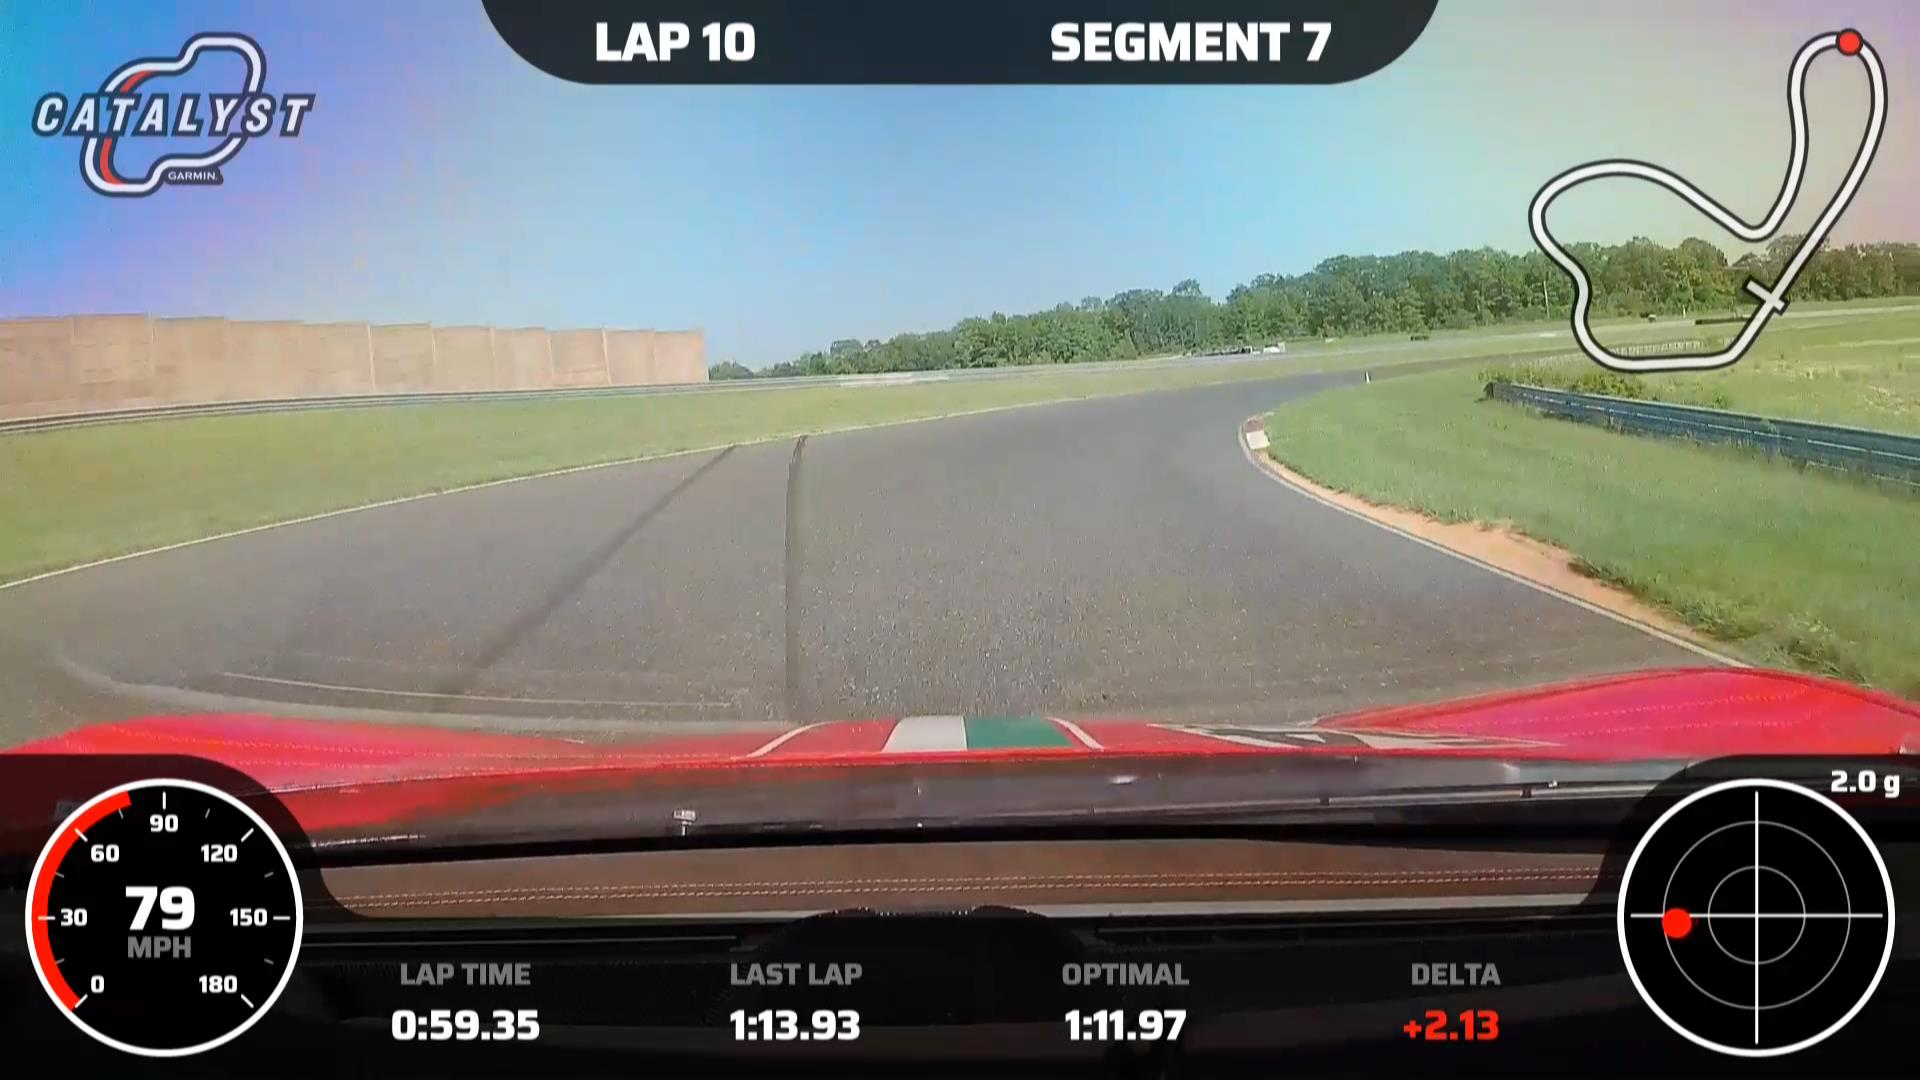 LAP 10
SEGMENT 7
CATALYST
GARMIN.
2.0 g
90
60
120
79
30
150
MPH
0
180
LAP TIME
LAST LAP
OPTIMAL
DELTA
0:59.35
1:13.93
1:11.97
+2.13